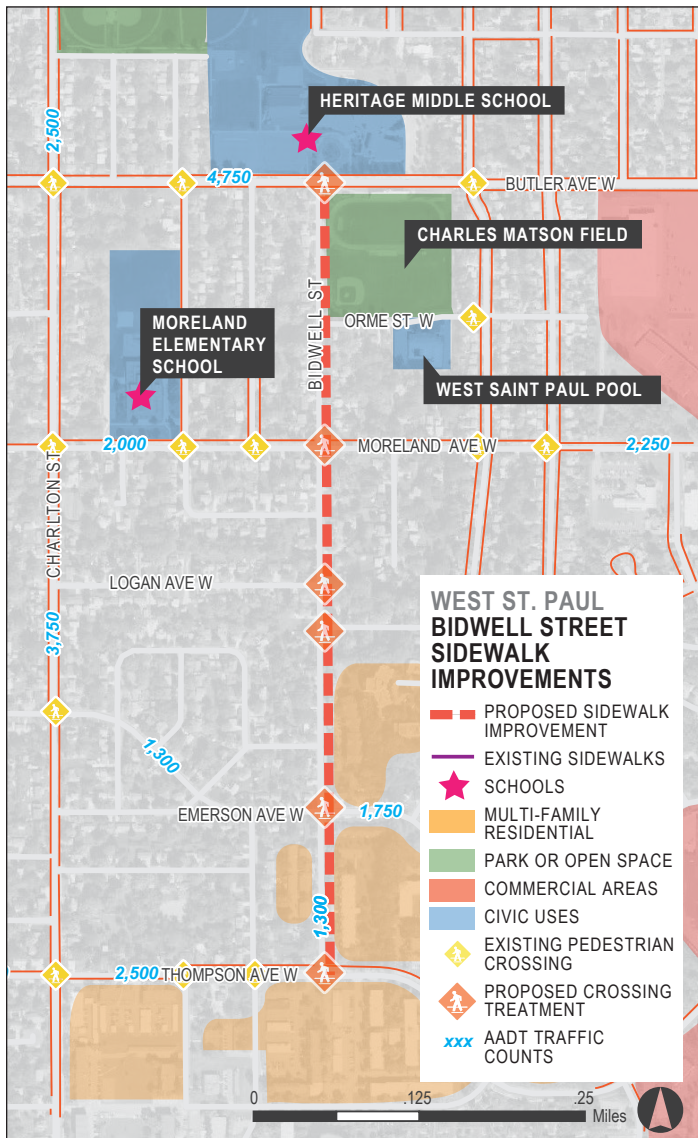 HERITAGE MIDDLE SCHOOL
2,500
4,750
BUTLER AVE W
CHARLES MATSON FIELD
BIDWELL ST
ORME ST W
MORELAND
ELEMENTARY
SCHOOL
WEST SAINT PAUL POOL
2,000
MORELAND AVE W
2,250
CHARLTON ST
LOGAN AVE W
3,750
1,300
EMERSON AVE W
1,750
1,300
2,500
THOMPSON AVE W
WEST ST. PAUL
BIDWELL STREET
SIDEWALK
IMPROVEMENTS
PROPOSED SIDEWALK
IMPROVEMENT
EXISTING SIDEWALKS
SCHOOLS
MULTI-FAMILY
RESIDENTIAL
PARK OR OPEN SPACE
COMMERCIAL AREAS
CIVIC USES
EXISTING PEDESTRIAN
CROSSING
PROPOSED CROSSING
TREATMENT
xxx AADT TRAFFIC
COUNTS
0 .125 .25
Miles